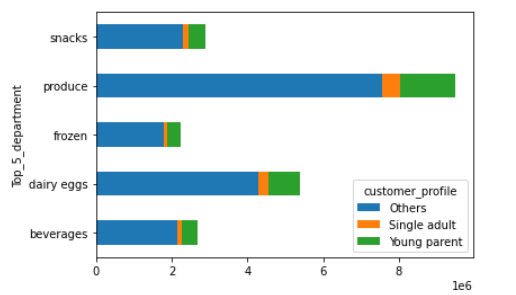 snacks
produce
frozen
dairy eggs
beverages
Top_5_department
customer_profile
Others
Single adult
Young parent
0 2 4 6 8
1e6